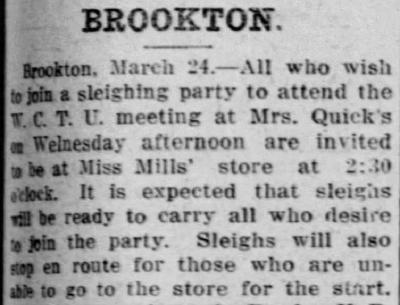 BROOKTON.
Brookton, March 24.—All who wish
to join a sleighing party to attend the
W. C. T. U. meeting at Mrs. Quick's
on Welnesday afternoon are invited
to be at Miss Mills' store at 2:30
o'clock. It is expected that sleighs
will be ready to carry all who desire
to join the party. Sleighs will also
stop en route for those who are un-
able to go to the store for the start.